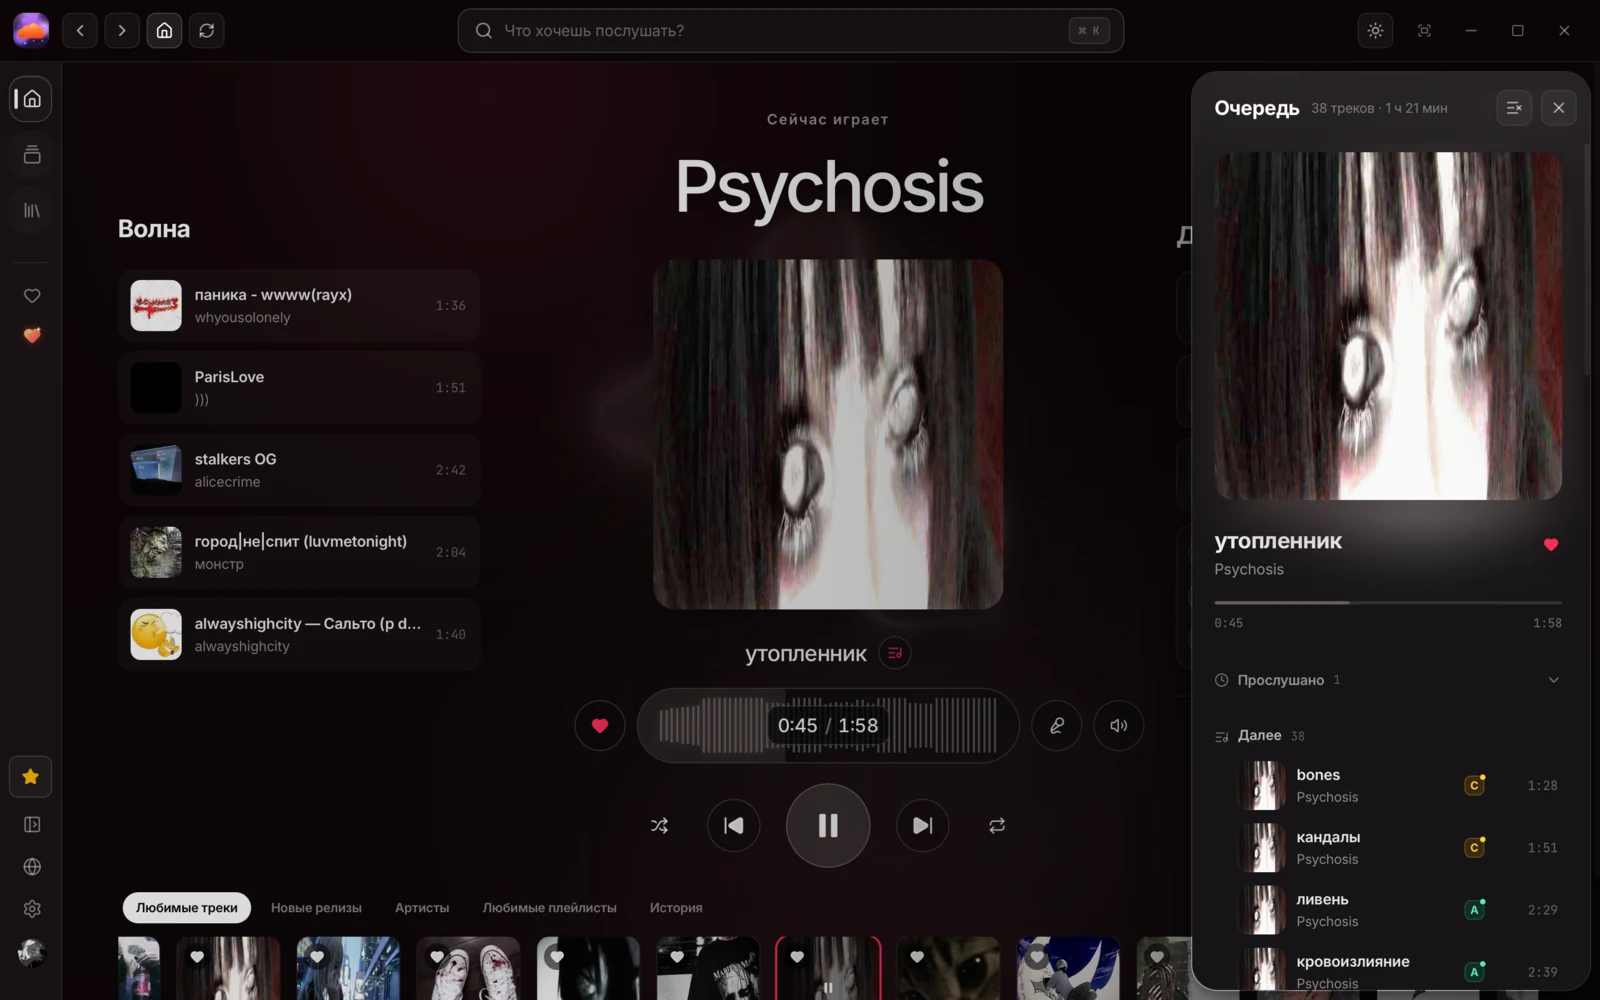 Что хочешь послушать?
⌘ K
Сейчас играет
Psychosis
Волна
паника - wwww(rayx)
whyousolonely
1:36
ParisLove
)))
1:51
stalkers OG
alicecrime
2:42
город|не|спит (luvmetonight)
монстр
2:04
alwayshighcity — Сальто (p d...
alwayshighcity
1:40
утопленник
0:45 / 1:58
Любимые треки
Новые релизы
Артисты
Любимые плейлисты
История
Очередь
38 треков · 1 ч 21 мин
утопленник
Psychosis
0:45
1:58
Прослушано 1
Далее 38
bones
Psychosis
C
1:28
кандалы
Psychosis
C
1:51
ливень
Psychosis
A
2:29
кровоизлияние
Psychosis
A
2:39